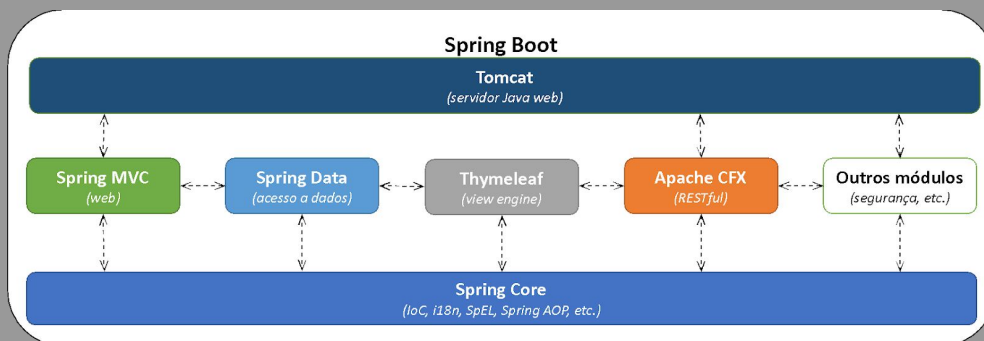 Spring Boot
Tomcat
(servidor Java web)
Spring MVC
(web)
Spring Data
(acesso a dados)
Thymeleaf
(view engine)
Apache CFX
(RESTful)
Outros módulos
(segurança, etc.)
Spring Core
(IoC, i18n, SpEL, Spring AOP, etc.)